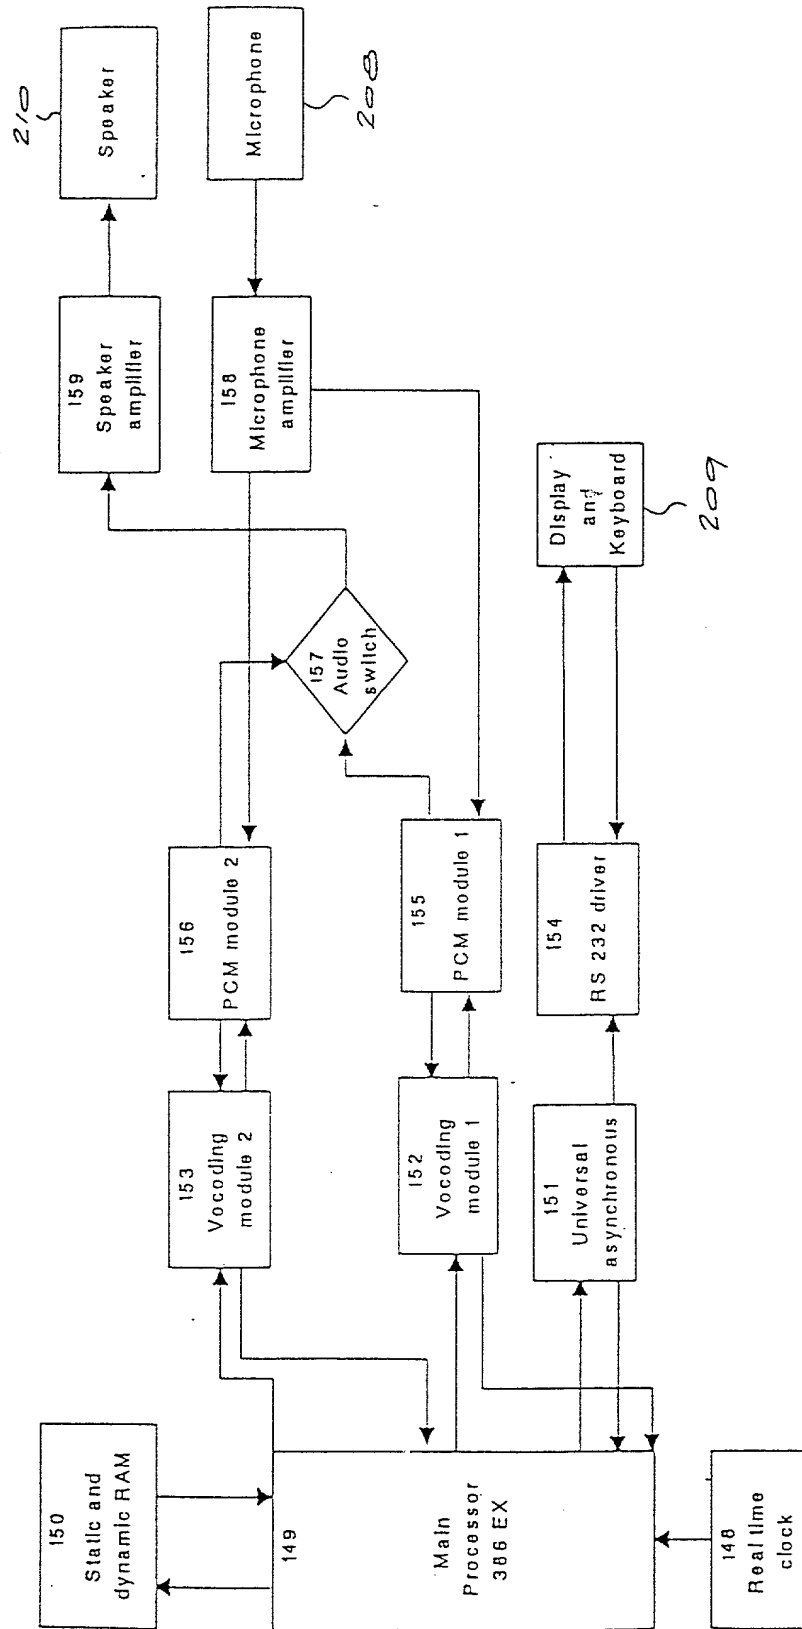 150
Static and
dynamic RAM
149
Main
Processor
386 EX
148
Real time
clock
153
Vocoding
module 2
152
Vocoding
module 1
151
Universal
asynchronous
156
PCM module 2
155
PCM module 1
154
RS 232 driver
157
Audio
switch
159
Speaker
amplifier
158
Microphone
amplifier
Display
and
Keyboard
209
Speaker
210
Microphone
208